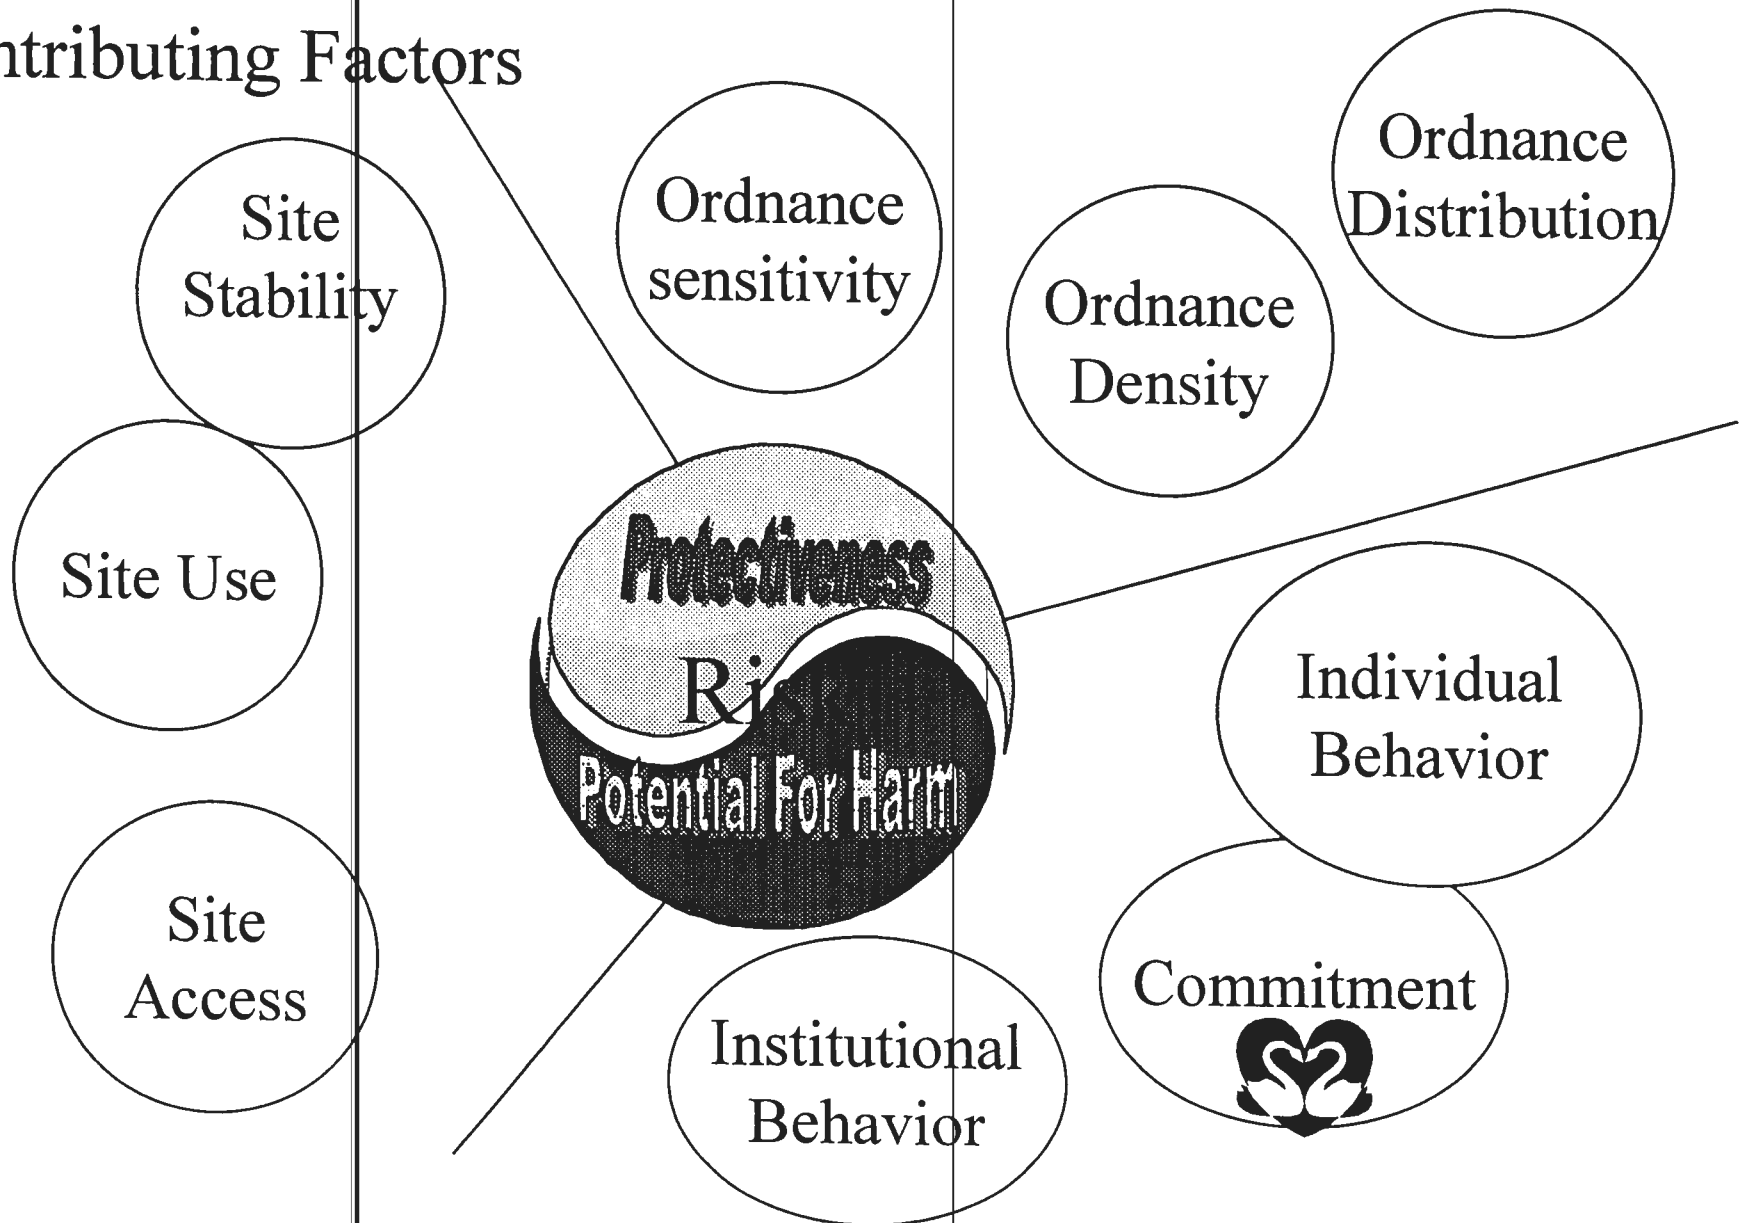 ntributing Factors
Site
Stability
Ordnance
sensitivity
Ordnance
Density
Ordnance
Distribution
Site Use
Protectiveness
Risk
Potential For Harm
Individual
Behavior
Site
Access
Commitment
Institutional
Behavior